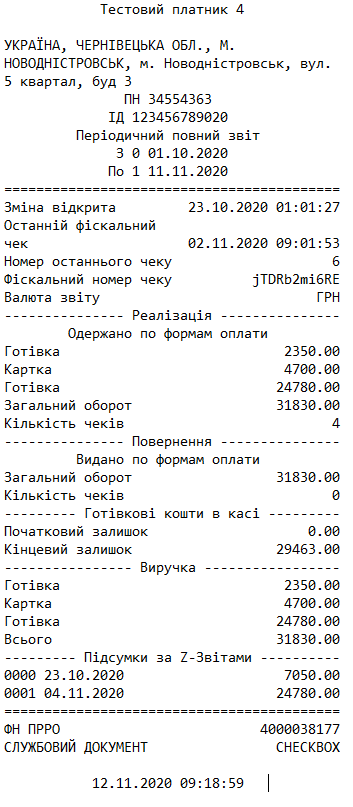 Тестовий платник 4
УКРАЇНА, ЧЕРНІВЕЦЬКА ОБЛ., М.
НОВОДНІСТРОВСЬК, м. Новодністровськ, вул.
5 квартал, буд 3
ПН 34554363
ІД 123456789020
Періодичний повний звіт
З 0 01.10.2020
По 1 11.11.2020
==========================================
Зміна відкрита 23.10.2020 01:01:27
Останній фіскальний
чек 02.11.2020 09:01:53
Номер останнього чеку 6
Фіскальний номер чеку jTDRb2mi6RE
Валюта звіту ГРН
--------------- Реалізація ---------------
Одержано по формам оплати
Готівка 2350.00
Картка 4700.00
Готівка 24780.00
Загальний оборот 31830.00
Кількість чеків 4
--------------- Повернення ---------------
Видано по формам оплати
Загальний оборот 31830.00
Кількість чеків 0
--------- Готівкові кошти в касі ---------
Початковий залишок 0.00
Кінцевий залишок 29463.00
---------------- Виручка -----------------
Готівка 2350.00
Картка 4700.00
Готівка 24780.00
Всього 31830.00
--------- Підсумки за Z-Звітами ----------
0000 23.10.2020 7050.00
0001 04.11.2020 24780.00
==========================================
ФН ПРРО 4000038177
СЛУЖБОВИЙ ДОКУМЕНТ CHECKBOX
12.11.2020 09:18:59